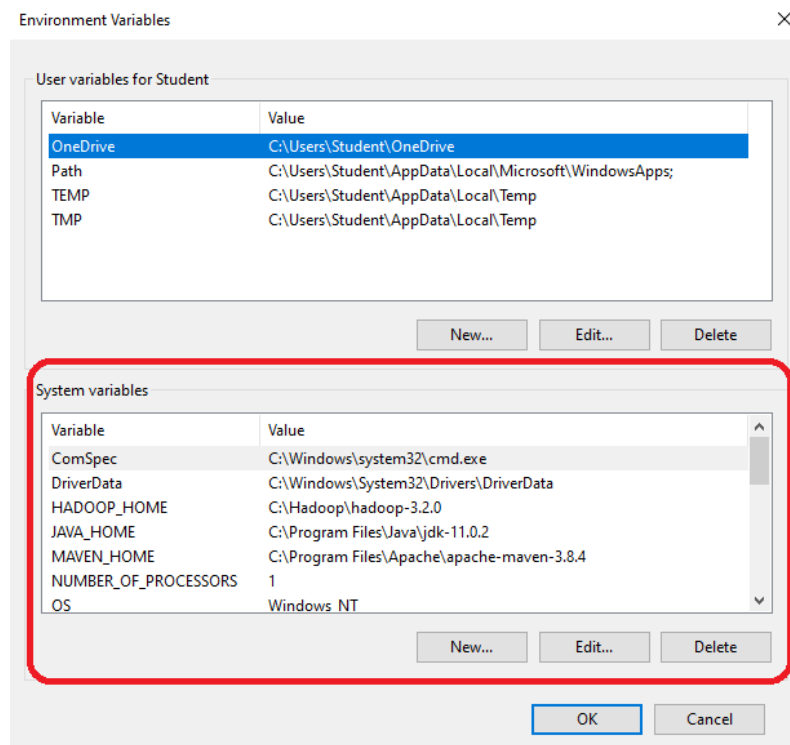 Environment Variables
User variables for Student
Variable Value
OneDrive C:\Users\Student\OneDrive
Path C:\Users\Student\AppData\Local\Microsoft\WindowsApps;
TEMP C:\Users\Student\AppData\Local\Temp
TMP C:\Users\Student\AppData\Local\Temp
New... Edit... Delete
System variables
Variable Value
ComSpec C:\Windows\system32\cmd.exe
DriverData C:\Windows\System32\Drivers\DriverData
HADOOP_HOME C:\Hadoop\hadoop-3.2.0
JAVA_HOME C:\Program Files\Java\jdk-11.0.2
MAVEN_HOME C:\Program Files\Apache\apache-maven-3.8.4
NUMBER_OF_PROCESSORS 1
OS Windows_NT
New... Edit... Delete
OK Cancel